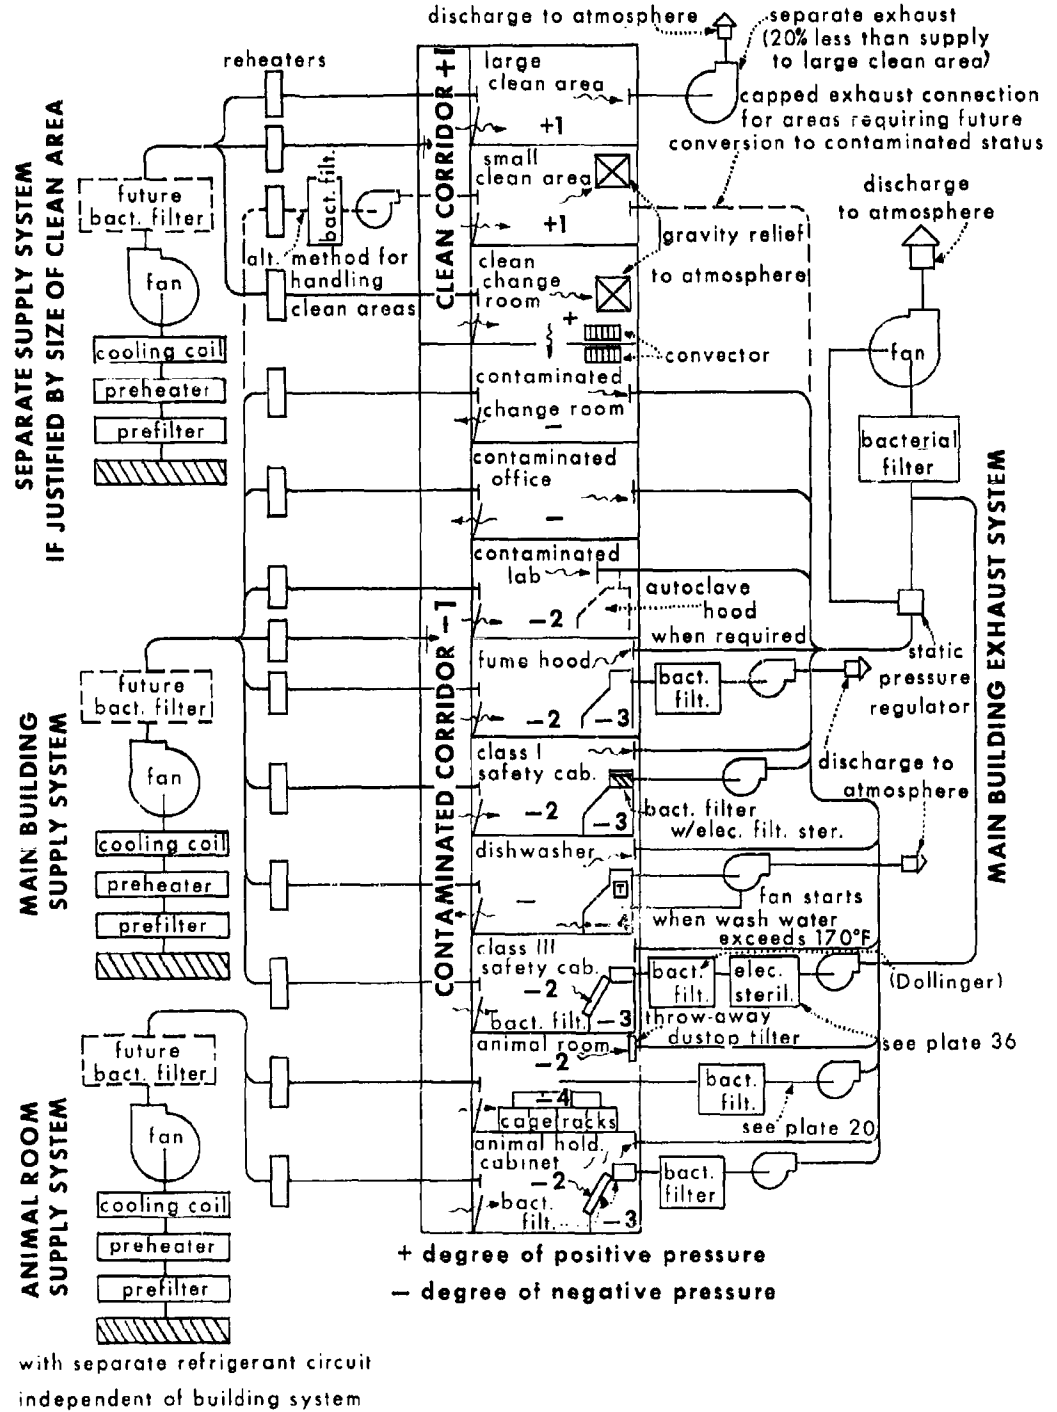 discharge to atmosphere
separate exhaust
(20% less than supply
to large clean area)
capped exhaust connection
for areas requiring future
conversion to contaminated status
reheaters
SEPARATE SUPPLY SYSTEM
IF JUSTIFIED BY SIZE OF CLEAN AREA
future
bact. filter
fan
cooling coil
preheater
prefilter
bact. filt.
alt. method for
handling
clean areas
CLEAN CORRIDOR +1
large
clean area
+1
small
clean area
+1
gravity relief
to atmosphere
clean
change
room
+
convector
discharge
to atmosphere
fan
bacterial
filter
MAIN BUILDING EXHAUST SYSTEM
static
pressure
regulator
contaminated
change room
−
contaminated
office
−
contaminated
lab
−2
autoclave
hood
when required
CONTAMINATED CORRIDOR −1
fume hood
−2
−3
bact.
filt.
discharge to
atmosphere
class I
safety cab.
−2
−3
bact. filter
w/elec. filt. ster.
dishwasher
−
T
fan starts
when wash water
exceeds 170°F
class III
safety cab.
−2
bact. filt.
−3
bact.
filt.
elec.
steril.
(Dollinger)
throw-away
dustop filter
see plate 36
animal room
−2
−4
cage racks
bact.
filt.
see plate 20
animal hold.
cabinet
−2
bact.
filt.
−3
bact.
filter
MAIN BUILDING
SUPPLY SYSTEM
future
bact. filter
fan
cooling coil
preheater
prefilter
ANIMAL ROOM
SUPPLY SYSTEM
future
bact. filter
fan
cooling coil
preheater
prefilter
+ degree of positive pressure
− degree of negative pressure
with separate refrigerant circuit
independent of building system